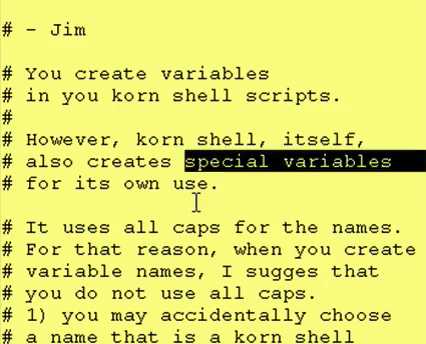 # - Jim
# You create variables
# in you korn shell scripts.
#
# However, korn shell, itself,
# also creates special variables
# for its own use.
# It uses all caps for the names.
# For that reason, when you create
# variable names, I sugges that
# you do not use all caps.
# 1) you may accidentally choose
# a name that is a korn shell